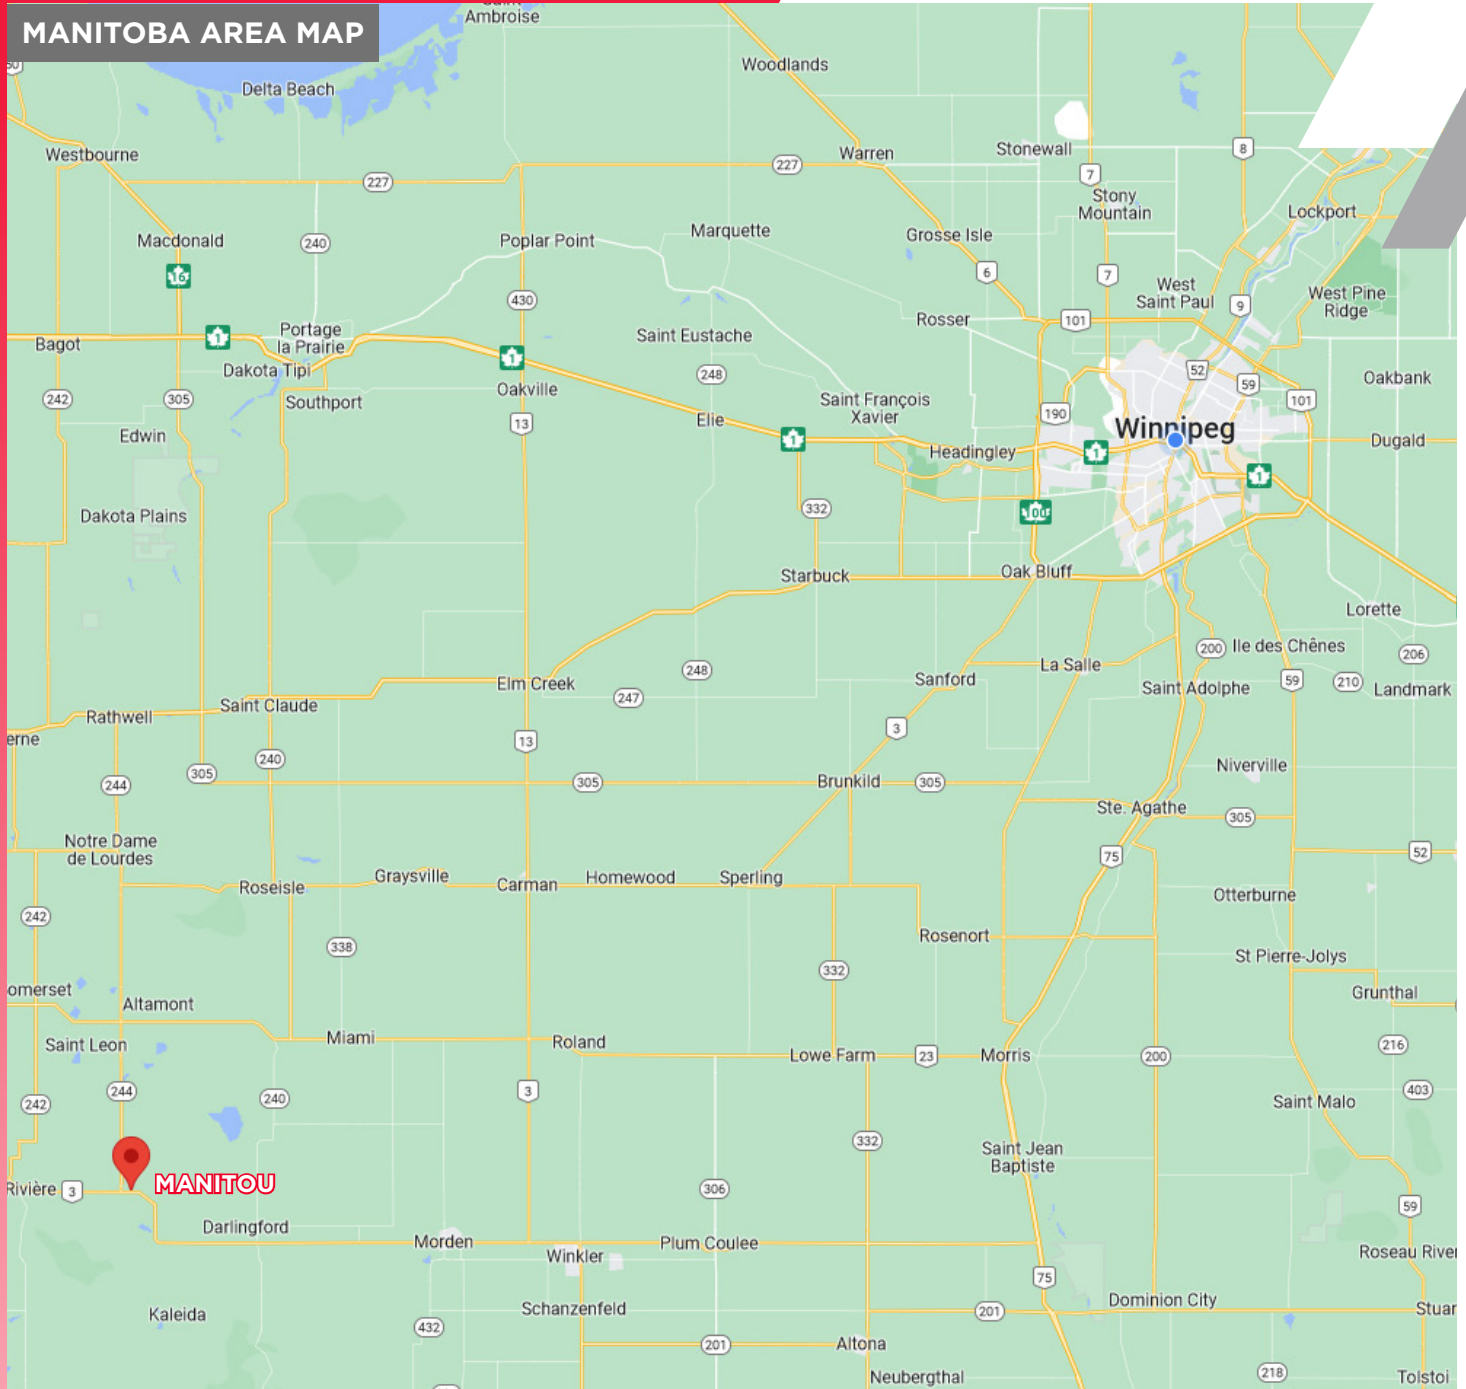 MANITOBA AREA MAP
Ambroise
Woodlands
Delta Beach
Westbourne
Warren
Stonewall
8
227
7
227
Stony
Mountain
Lockport
Macdonald
240
Poplar Point
Marquette
Grosse Isle
16
6
7
West
Saint Paul
West Pine
Ridge
430
9
Portage
la Prairie
1
Saint Eustache
Rosser
101
Bagot
1
Dakota Tipi
248
52
59
Oakbank
242
305
Southport
Oakville
Saint François
Xavier
190
101
Edwin
13
Elie
1
Headingley
1
Winnipeg
Dugald
1
Dakota Plains
332
100
Starbuck
Oak Bluff
Lorette
200
Ile des Chênes
206
Elm Creek
248
247
Sanford
La Salle
Saint Adolphe
59
210
Landmark
Rathwell
Saint Claude
erne
13
3
240
305
244
305
Brunkild
305
Niverville
Ste. Agathe
305
Notre Dame
de Lourdes
75
52
Roseisle
Graysville
Carman
Homewood
Sperling
Otterburne
242
338
Rosenort
St Pierre-Jolys
332
omerset
Altamont
Grunthal
Saint Leon
Miami
Roland
Lowe Farm
23
Morris
200
216
244
242
240
3
403
Saint Malo
332
Saint Jean
Baptiste
Rivière
3
MANITOU
306
59
Darlingford
Morden
Winkler
Plum Coulee
Roseau River
75
Kaleida
Schanzenfeld
432
201
Dominion City
Stuar
201
Altona
Neubergthal
218
Tolstoi